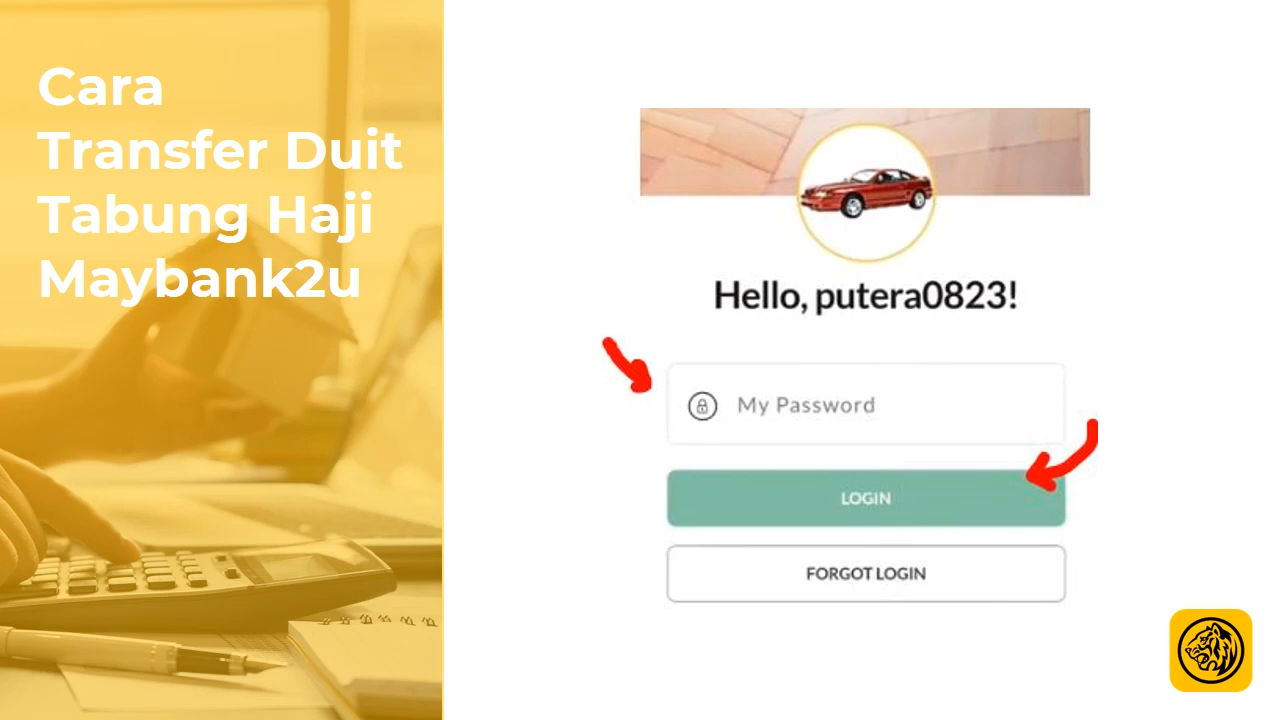 Cara
Transfer Duit
Tabung Haji
Maybank2u
Hello, putera0823!
My Password
LOGIN
FORGOT LOGIN